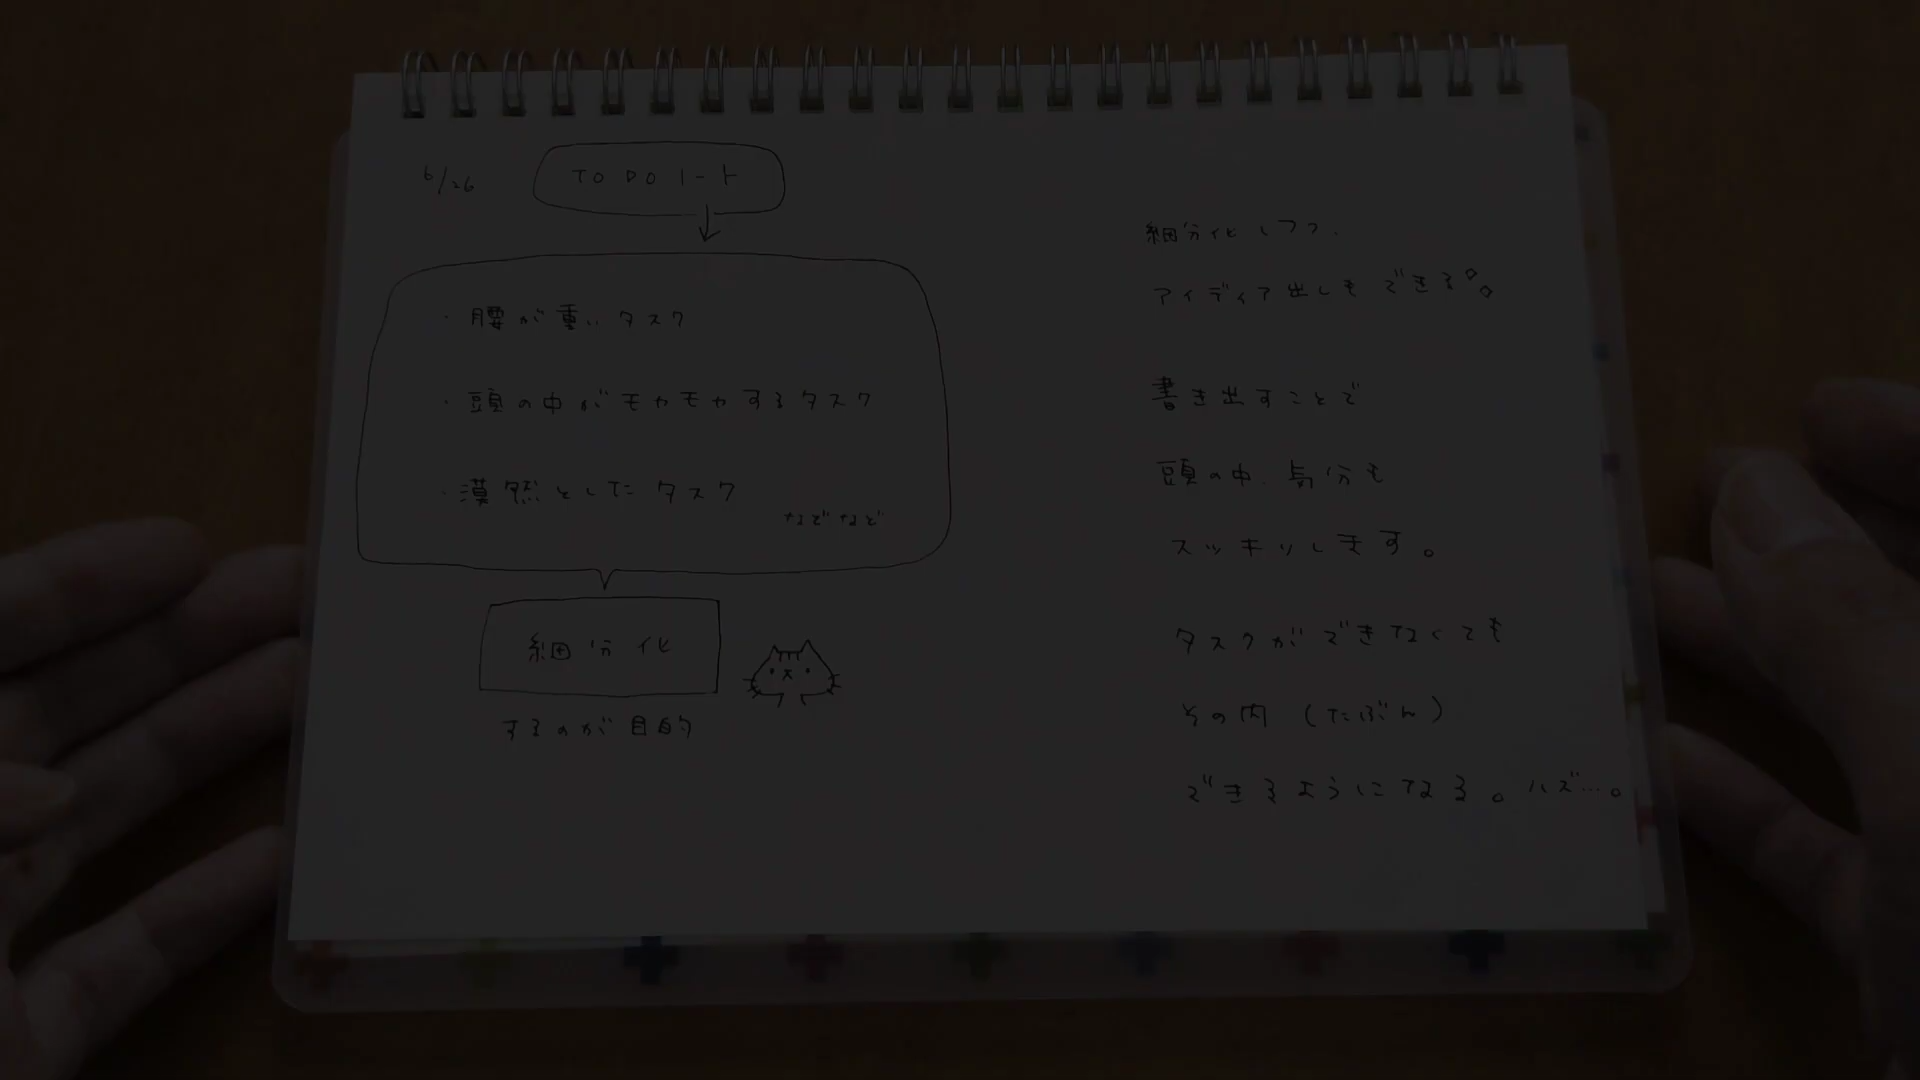 6/26
TO DO ノート
・腰が重いタスク
・頭の中がモヤモヤするタスク
・漠然としたタスク
などなど
細分化
するのが目的
細分化しつつ、
アイディア出しもできる。
書き出すことで
頭の中、気分も
スッキリします。
タスクができなくても
その内(たぶん)
できるようになる。ハズ…。